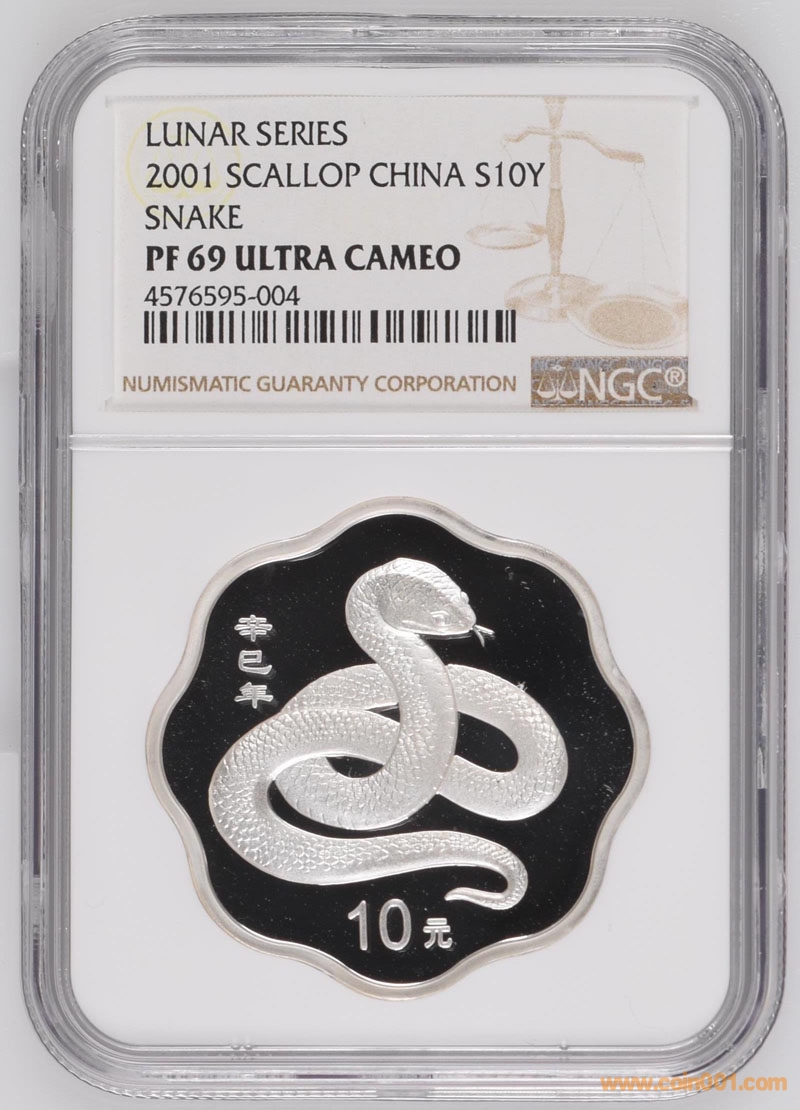 LUNAR SERIES
2001 SCALLOP CHINA S10Y
SNAKE
PF 69 ULTRA CAMEO
4576595-004
NUMISMATIC GUARANTY CORPORATION
NGC®
辛巳年
10元
www.coin001.com